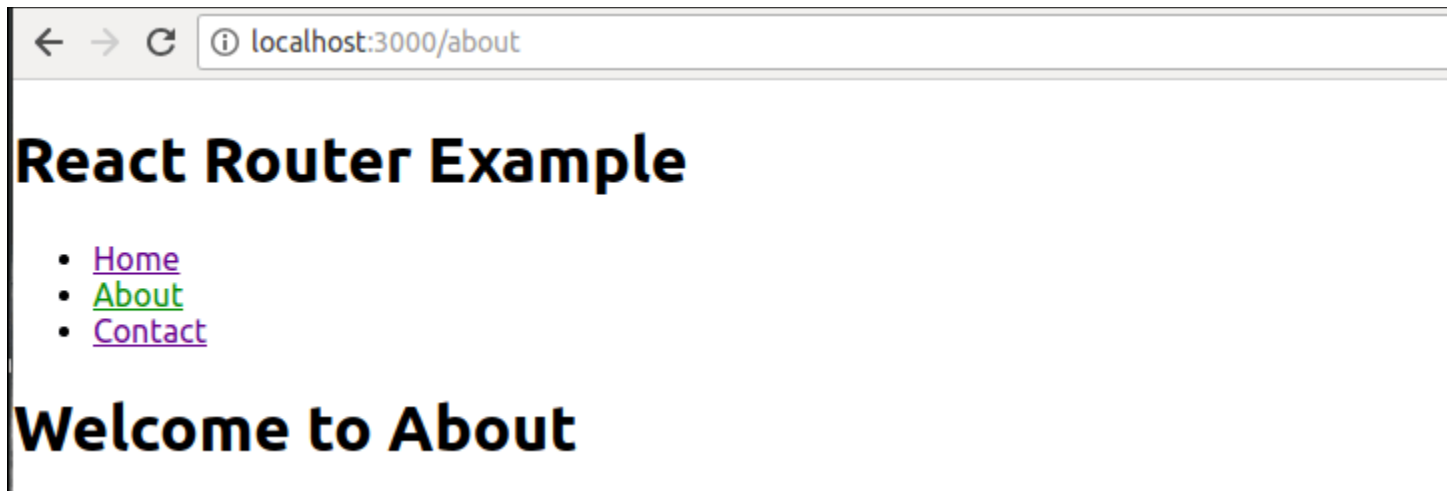 localhost:3000/about
React Router Example
Home
About
Contact
Welcome to About